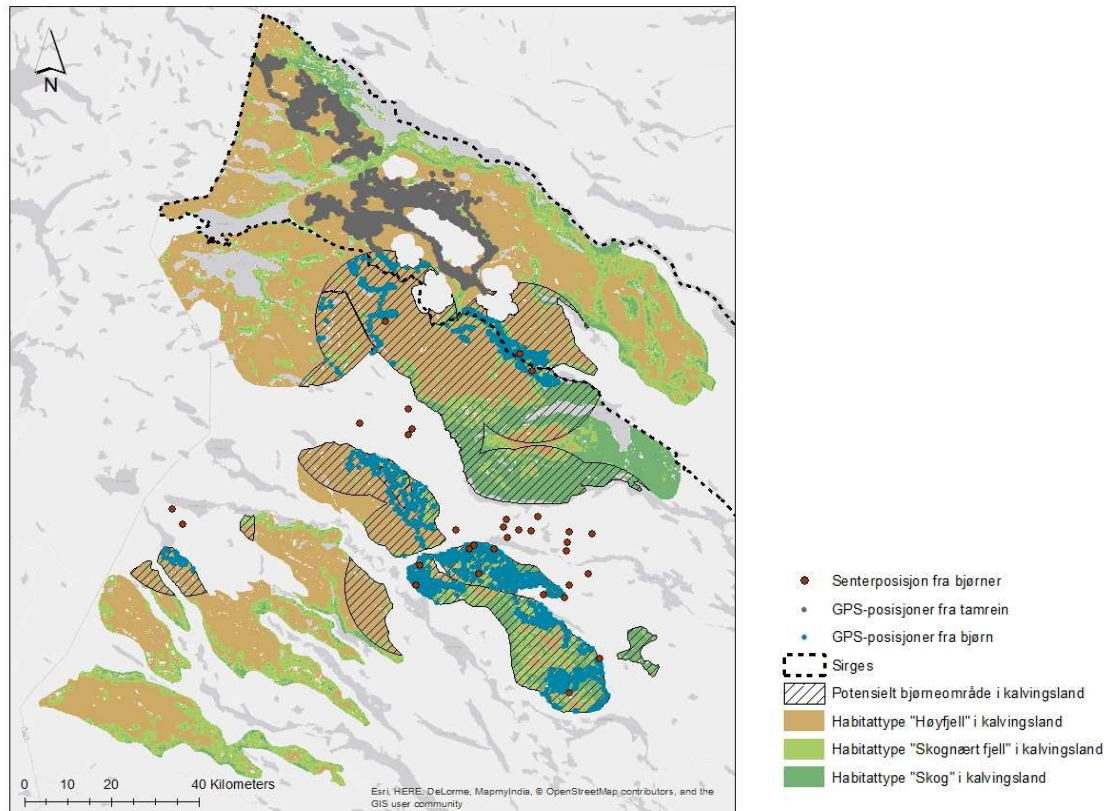 N
0 10 20 40 Kilometers
Esri, HERE, DeLorme, MapmyIndia, © OpenStreetMap contributors, and the
GIS user community
Senterposisjon fra bjørner
GPS-posisjoner fra tamrein
GPS-posisjoner fra bjørn
Sirges
Potensielt bjørneområde i kalvingsland
Habitattype "Høyfjell" i kalvingsland
Habitattype "Skognært fjell" i kalvingsland
Habitattype "Skog" i kalvingsland